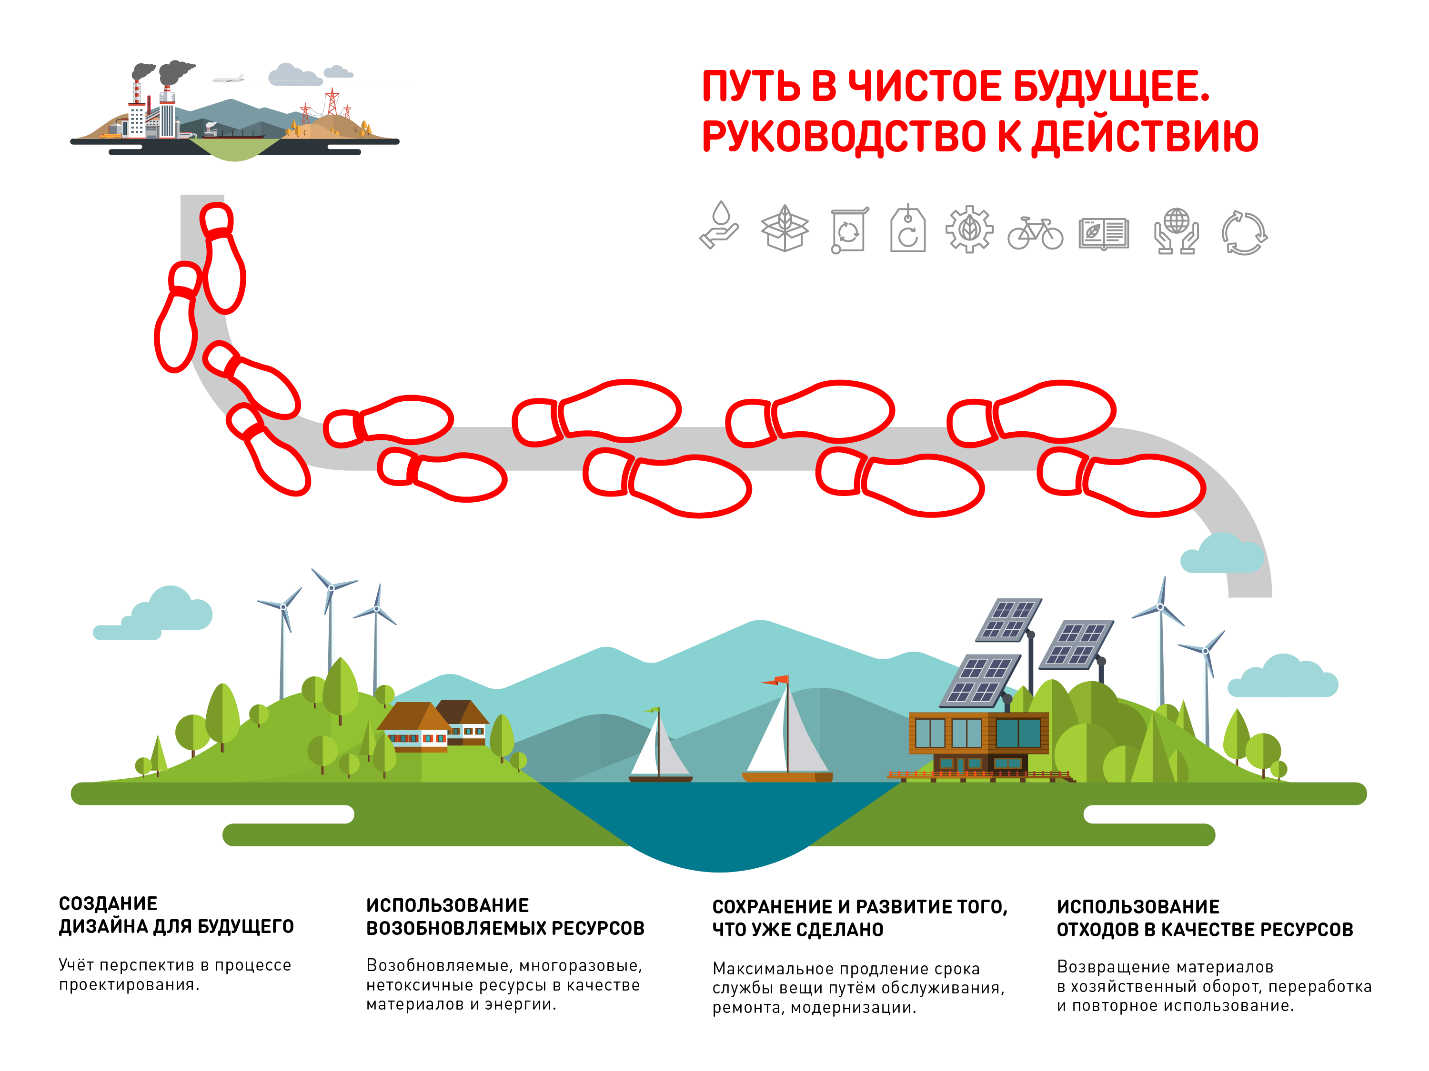 ПУТЬ В ЧИСТОЕ БУДУЩЕЕ.
РУКОВОДСТВО К ДЕЙСТВИЮ
СОЗДАНИЕ
ДИЗАЙНА ДЛЯ БУДУЩЕГО
Учёт перспектив в процессе
проектирования.
ИСПОЛЬЗОВАНИЕ
ВОЗОБНОВЛЯЕМЫХ РЕСУРСОВ
Возобновляемые, многоразовые,
нетоксичные ресурсы в качестве
материалов и энергии.
СОХРАНЕНИЕ И РАЗВИТИЕ ТОГО,
ЧТО УЖЕ СДЕЛАНО
Максимальное продление срока
службы вещи путём обслуживания,
ремонта, модернизации.
ИСПОЛЬЗОВАНИЕ
ОТХОДОВ В КАЧЕСТВЕ РЕСУРСОВ
Возвращение материалов
в хозяйственный оборот, переработка
и повторное использование.